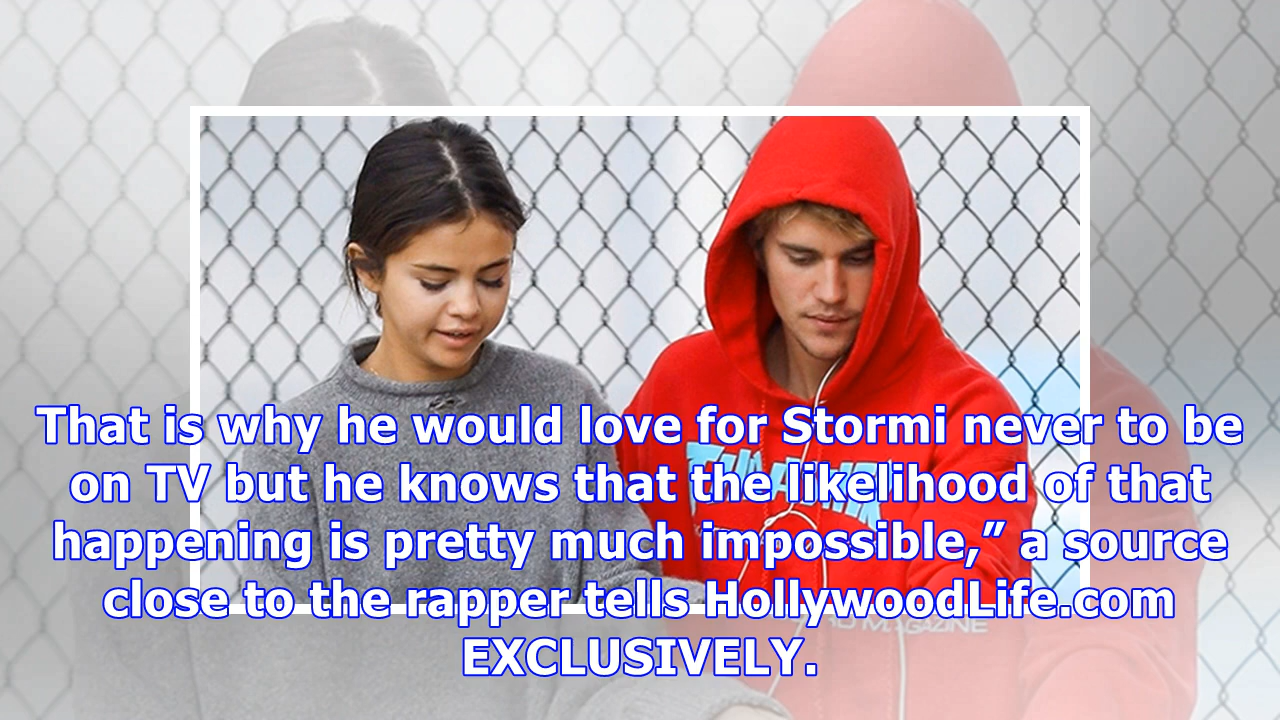 That is why he would love for Stormi never to be
on TV but he knows that the likelihood of that
happening is pretty much impossible,” a source
close to the rapper tells HollywoodLife.com
EXCLUSIVELY.
MAGAZINE